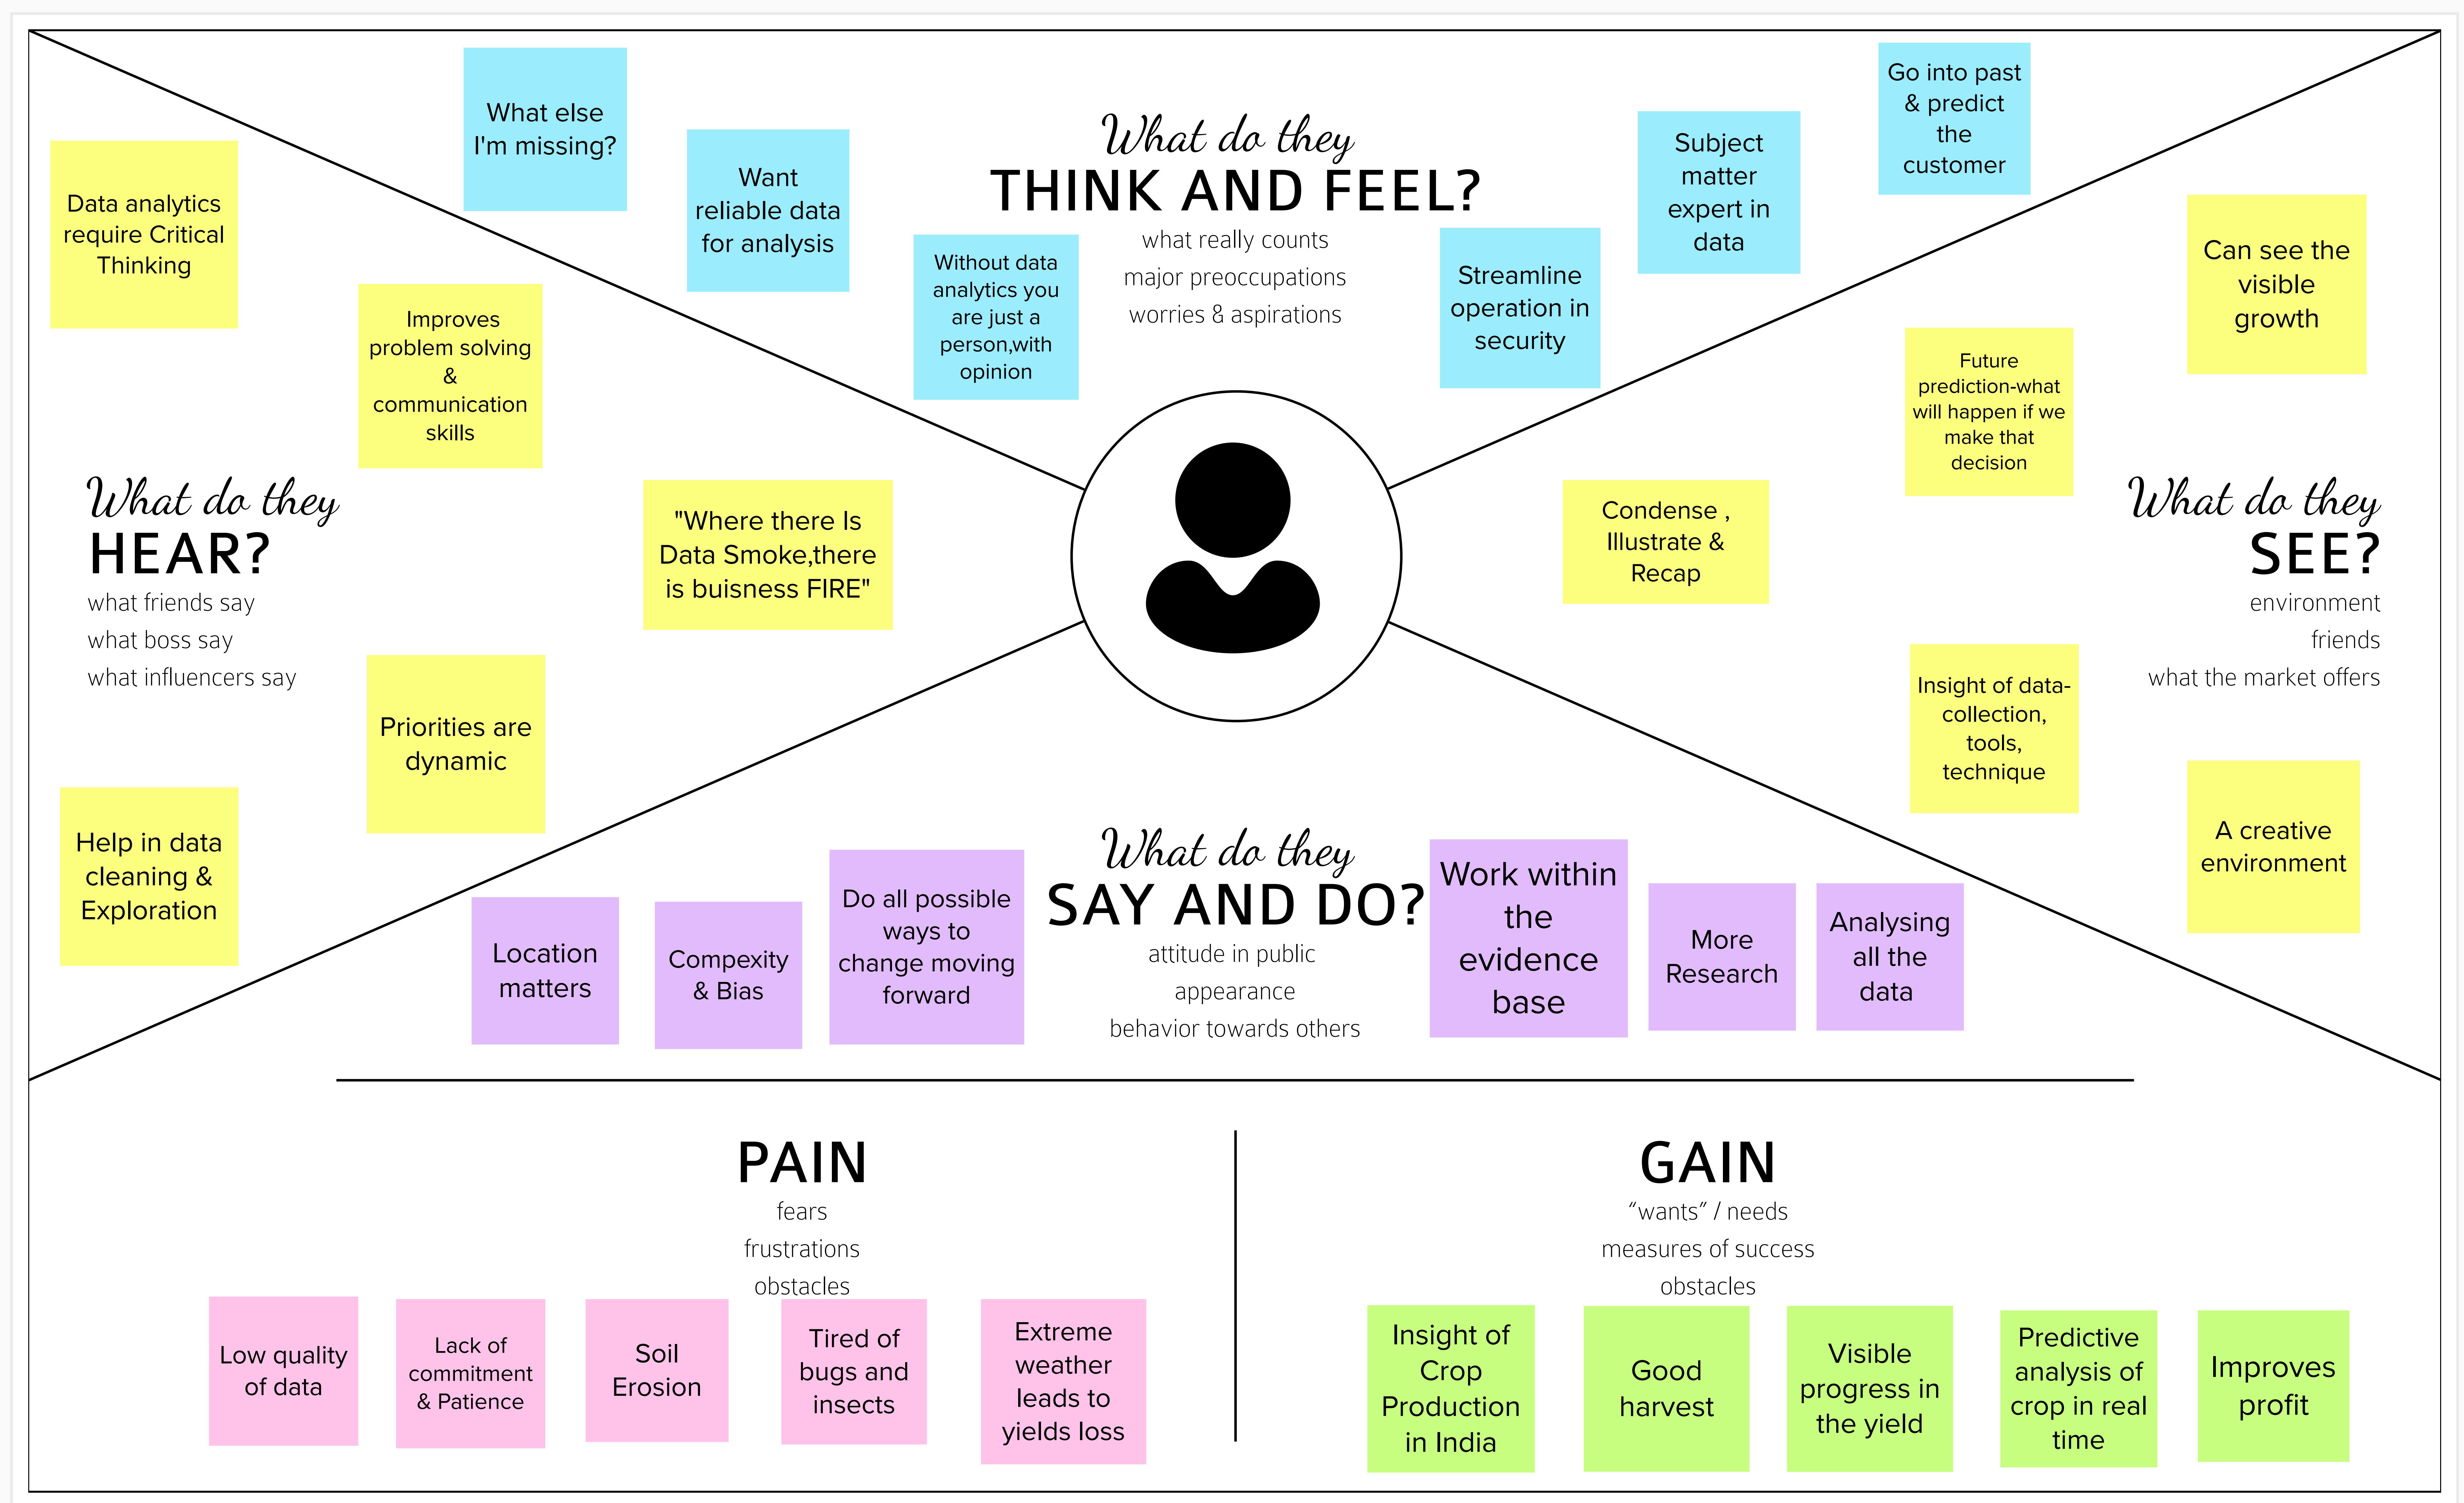 What else
I'm missing?
Want
reliable data
for analysis
Without data
analytics you
are just a
person,with
opinion
What do they
THINK AND FEEL?
what really counts
major preoccupations
worries & aspirations
Streamline
operation in
security
Subject
matter
expert in
data
Go into past
& predict
the
customer
Data analytics
require Critical
Thinking
Improves
problem solving
&
communication
skills
"Where there Is
Data Smoke,there
is buisness FIRE"
What do they
HEAR?
what friends say
what boss say
what influencers say
Priorities are
dynamic
Help in data
cleaning &
Exploration
Can see the
visible
growth
Future
prediction-what
will happen if we
make that
decision
Condense ,
Illustrate &
Recap
What do they
SEE?
environment
friends
what the market offers
Insight of data-
collection,
tools,
technique
A creative
environment
Location
matters
Compexity
& Bias
Do all possible
ways to
change moving
forward
What do they
SAY AND DO?
attitude in public
appearance
behavior towards others
Work within
the
evidence
base
More
Research
Analysing
all the
data
PAIN
fears
frustrations
obstacles
Low quality
of data
Lack of
commitment
& Patience
Soil
Erosion
Tired of
bugs and
insects
Extreme
weather
leads to
yields loss
GAIN
“wants” / needs
measures of success
obstacles
Insight of
Crop
Production
in India
Good
harvest
Visible
progress in
the yield
Predictive
analysis of
crop in real
time
Improves
profit